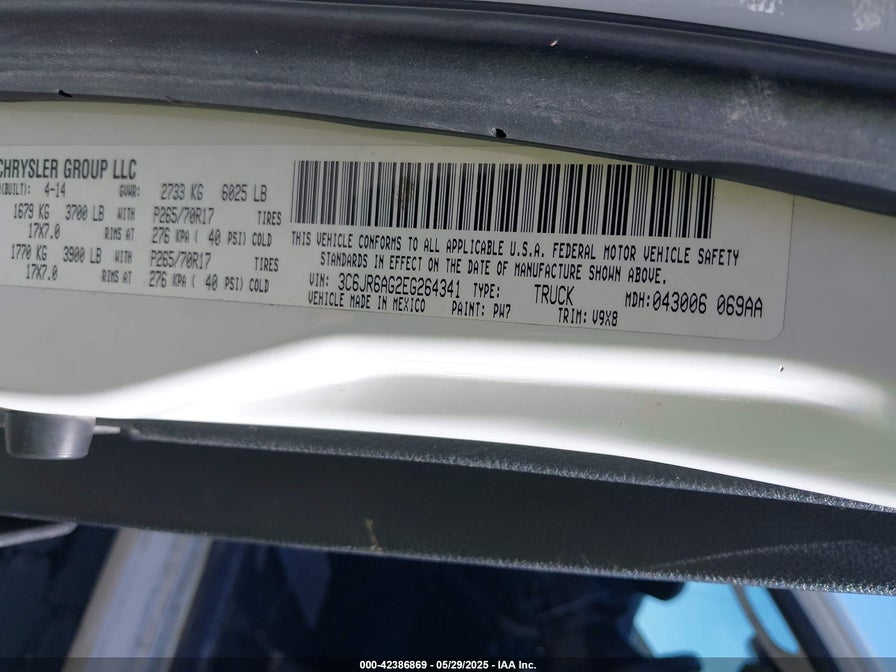 CHRYSLER GROUP LLC
(BUILT): 4-14 GVWR: 2733 KG 6025 LB
1679 KG 3700 LB WITH P265/70R17 TIRES
17X7.0 RIMS AT 276 KPA ( 40 PSI) COLD
1770 KG 3900 LB WITH P265/70R17 TIRES
17X7.0 276 KPA ( 40 PSI) COLD
THIS VEHICLE CONFORMS TO ALL APPLICABLE U.S.A. FEDERAL MOTOR VEHICLE SAFETY
STANDARDS IN EFFECT ON THE DATE OF MANUFACTURE SHOWN ABOVE.
VIN: 3C6JR6AG2EG264341 TYPE: TRUCK MDH:043006 069AA
VEHICLE MADE IN MEXICO PAINT: PW7 TRIM: V9X8
000-42386869 — 05/29/2025 — IAA Inc.